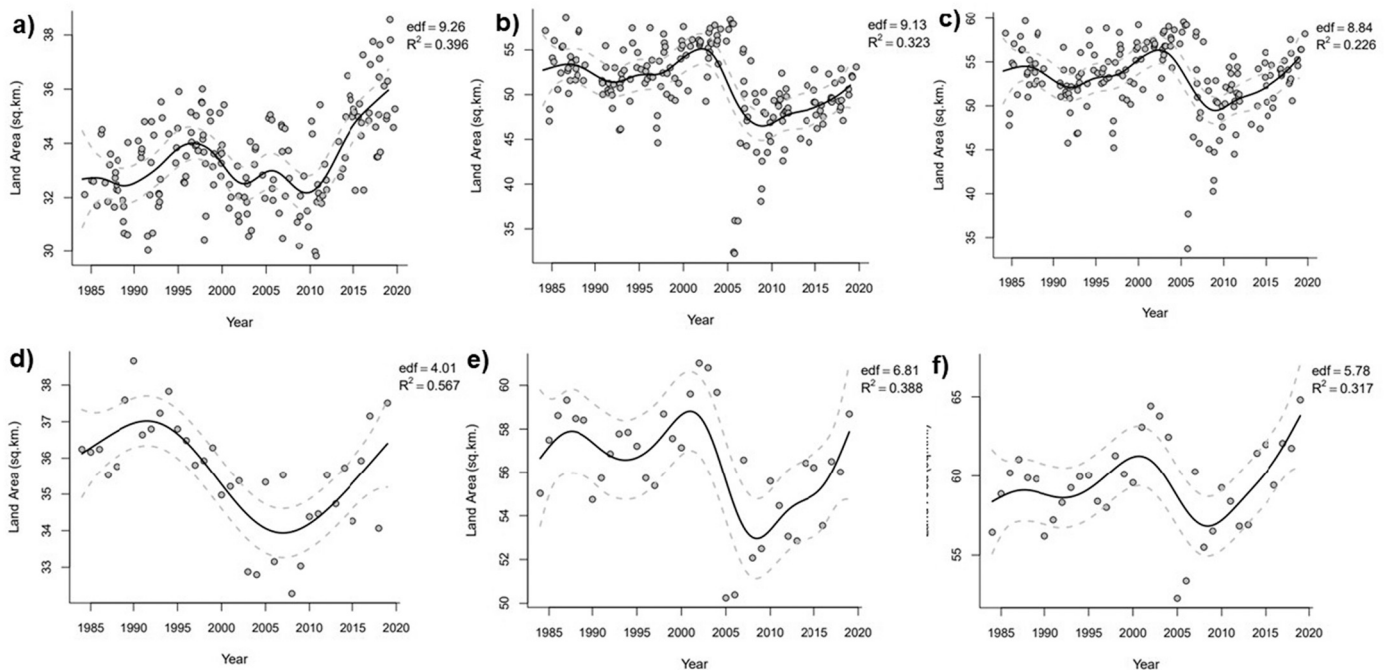 a)
edf = 9.26
R² = 0.396
Land Area (sq.km.)
38
36
34
32
30
1985 1990 1995 2000 2005 2010 2015 2020
Year
b)
edf = 9.13
R² = 0.323
Land Area (sq.km.)
55
50
45
40
35
1985 1990 1995 2000 2005 2010 2015 2020
Year
c)
edf = 8.84
R² = 0.226
Land Area (sq.km.)
60
55
50
45
40
35
1985 1990 1995 2000 2005 2010 2015 2020
Year
d)
edf = 4.01
R² = 0.567
Land Area (sq.km.)
38
37
36
35
34
33
1985 1990 1995 2000 2005 2010 2015 2020
Year
e)
edf = 6.81
R² = 0.388
Land Area (sq.km.)
60
58
56
54
52
50
1985 1990 1995 2000 2005 2010 2015 2020
Year
f)
edf = 5.78
R² = 0.317
65
60
55
1985 1990 1995 2000 2005 2010 2015 2020
Year